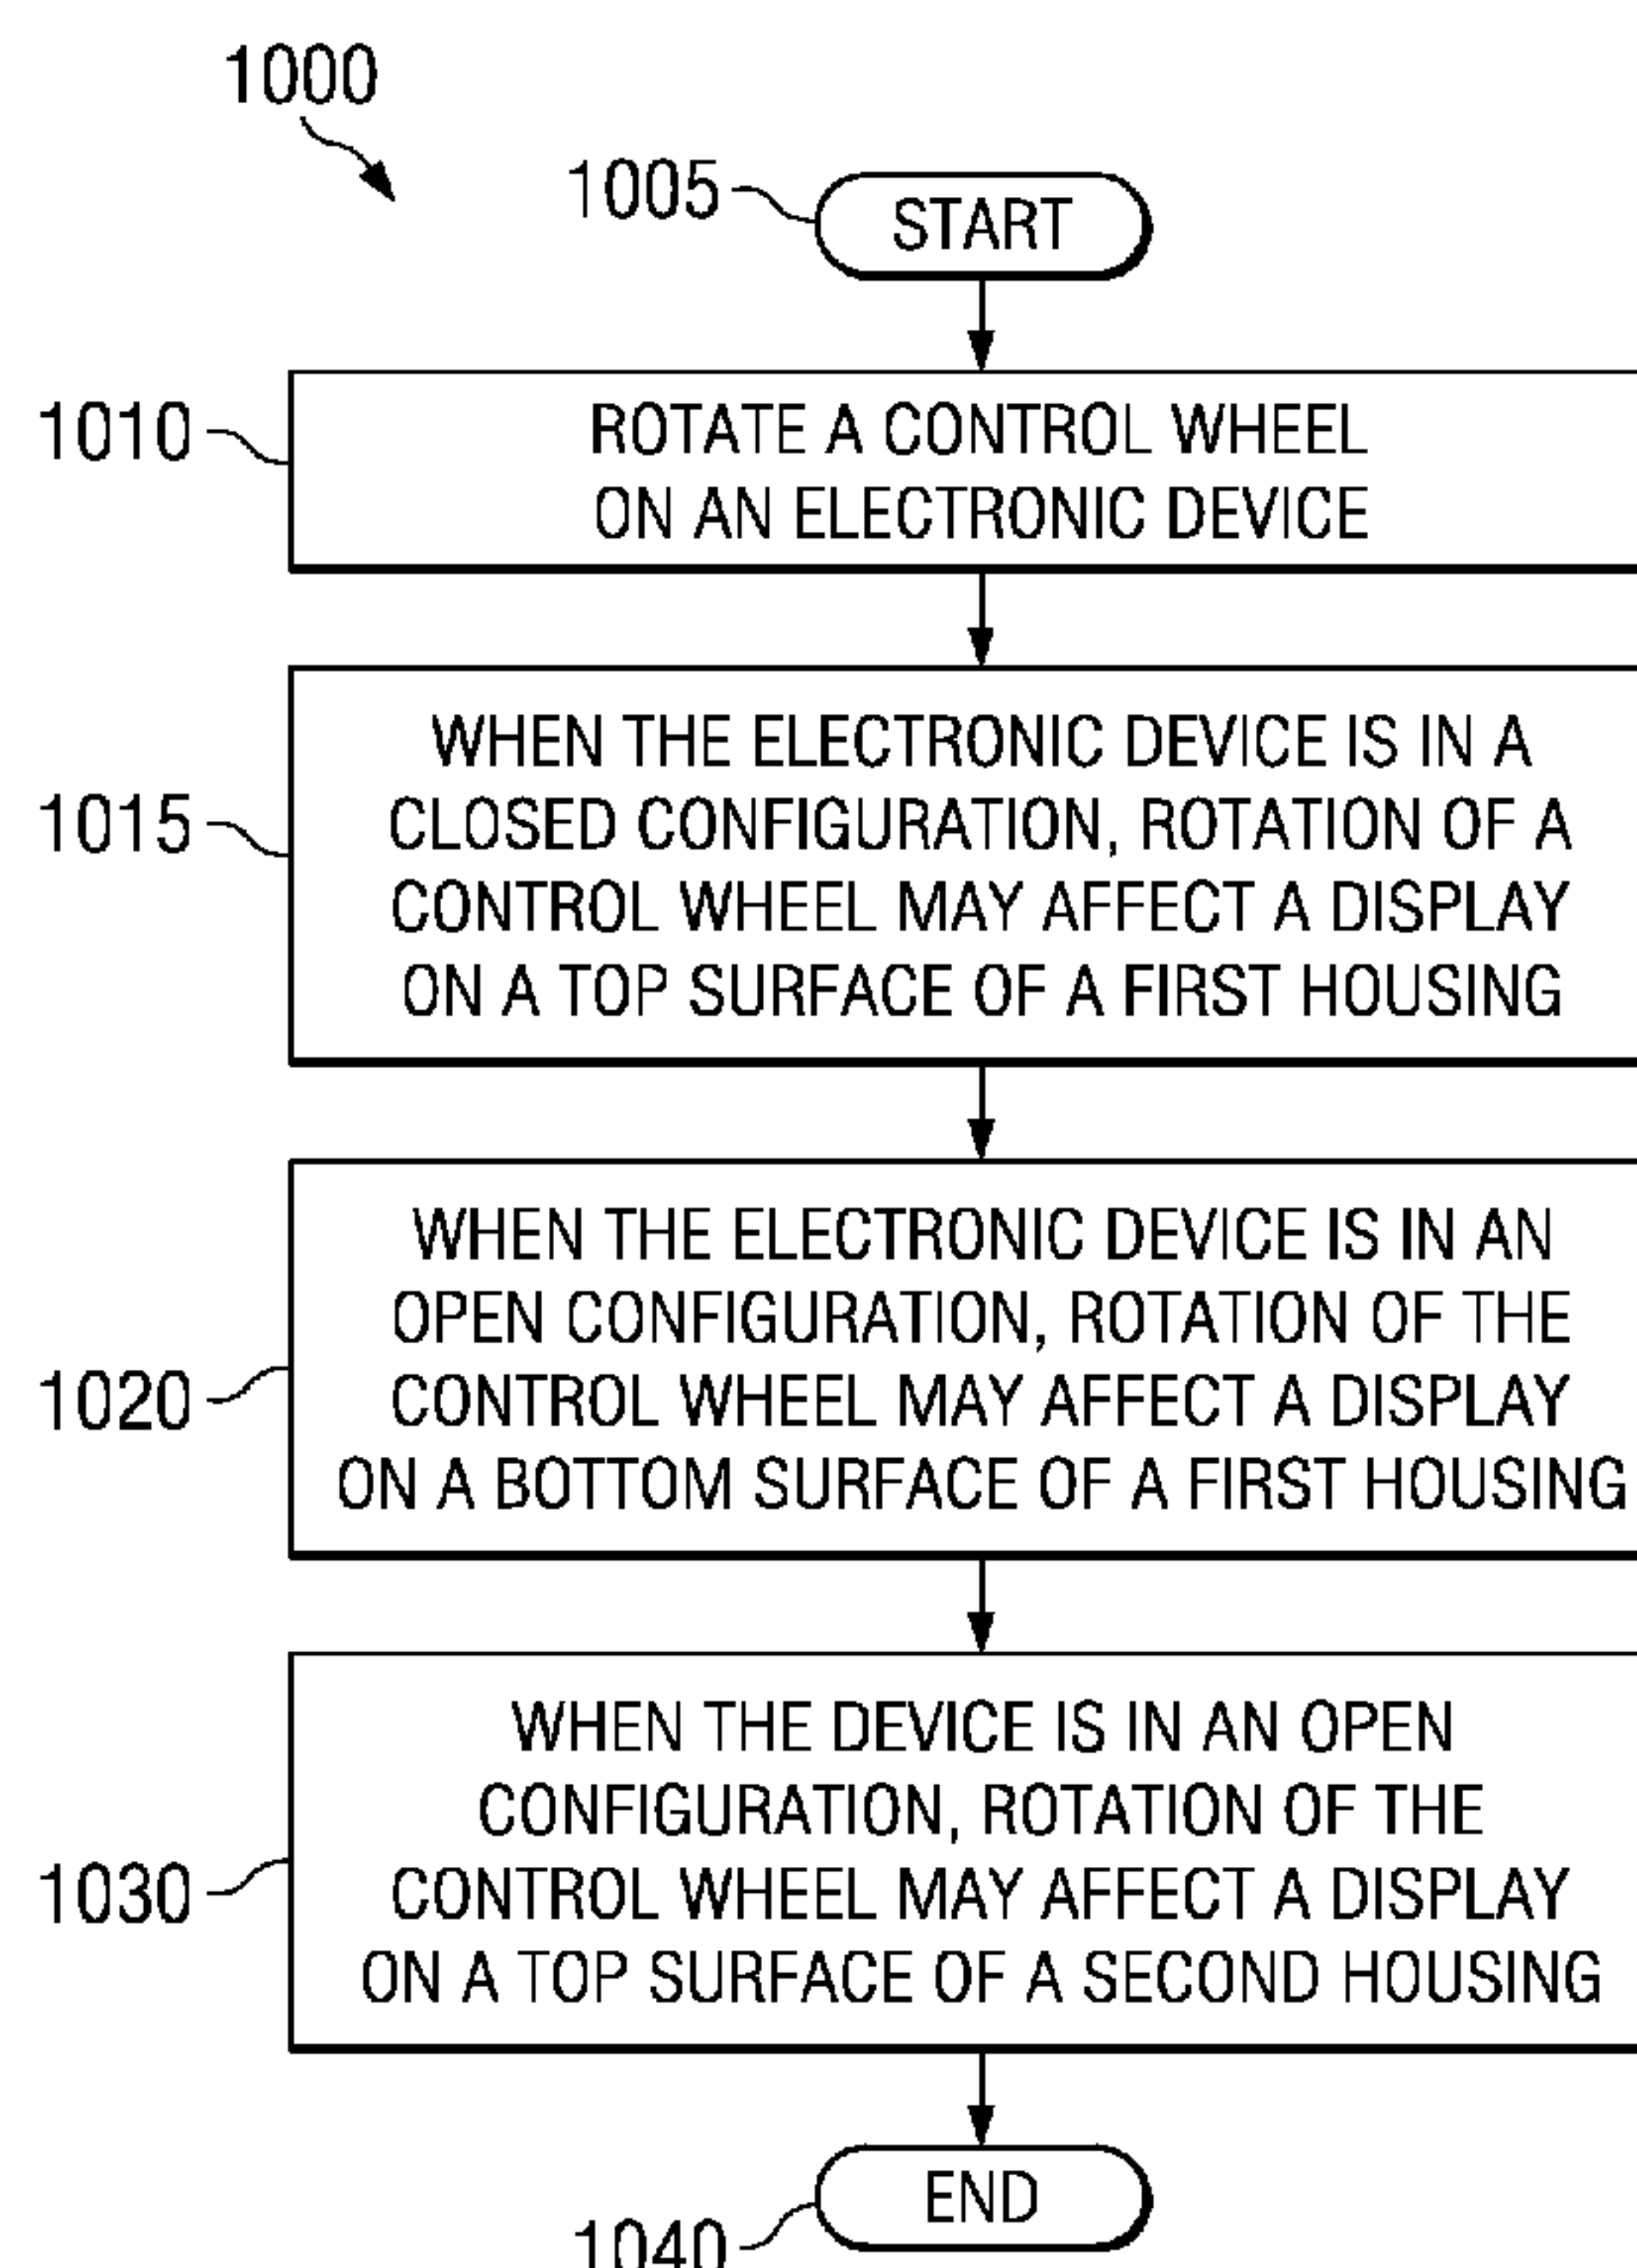 1000
1005
START
1010
ROTATE A CONTROL WHEEL
ON AN ELECTRONIC DEVICE
1015
WHEN THE ELECTRONIC DEVICE IS IN A
CLOSED CONFIGURATION, ROTATION OF A
CONTROL WHEEL MAY AFFECT A DISPLAY
ON A TOP SURFACE OF A FIRST HOUSING
1020
WHEN THE ELECTRONIC DEVICE IS IN AN
OPEN CONFIGURATION, ROTATION OF THE
CONTROL WHEEL MAY AFFECT A DISPLAY
ON A BOTTOM SURFACE OF A FIRST HOUSING
1030
WHEN THE DEVICE IS IN AN OPEN
CONFIGURATION, ROTATION OF THE
CONTROL WHEEL MAY AFFECT A DISPLAY
ON A TOP SURFACE OF A SECOND HOUSING
END
1040